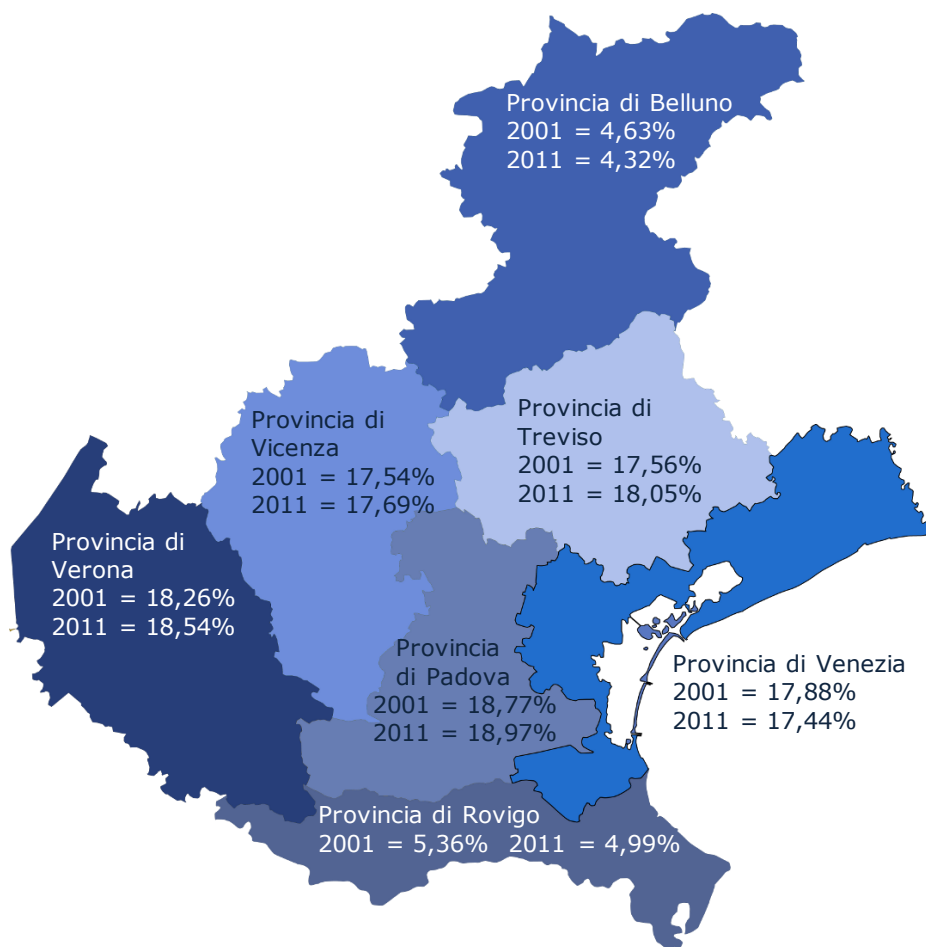 Provincia di Belluno
2001 = 4,63%
2011 = 4,32%
Provincia di
Treviso
2001 = 17,56%
2011 = 18,05%
Provincia di
Vicenza
2001 = 17,54%
2011 = 17,69%
Provincia di
Verona
2001 = 18,26%
2011 = 18,54%
Provincia
di Padova
2001 = 18,77%
2011 = 18,97%
Provincia di Venezia
2001 = 17,88%
2011 = 17,44%
Provincia di Rovigo
2001 = 5,36% 2011 = 4,99%